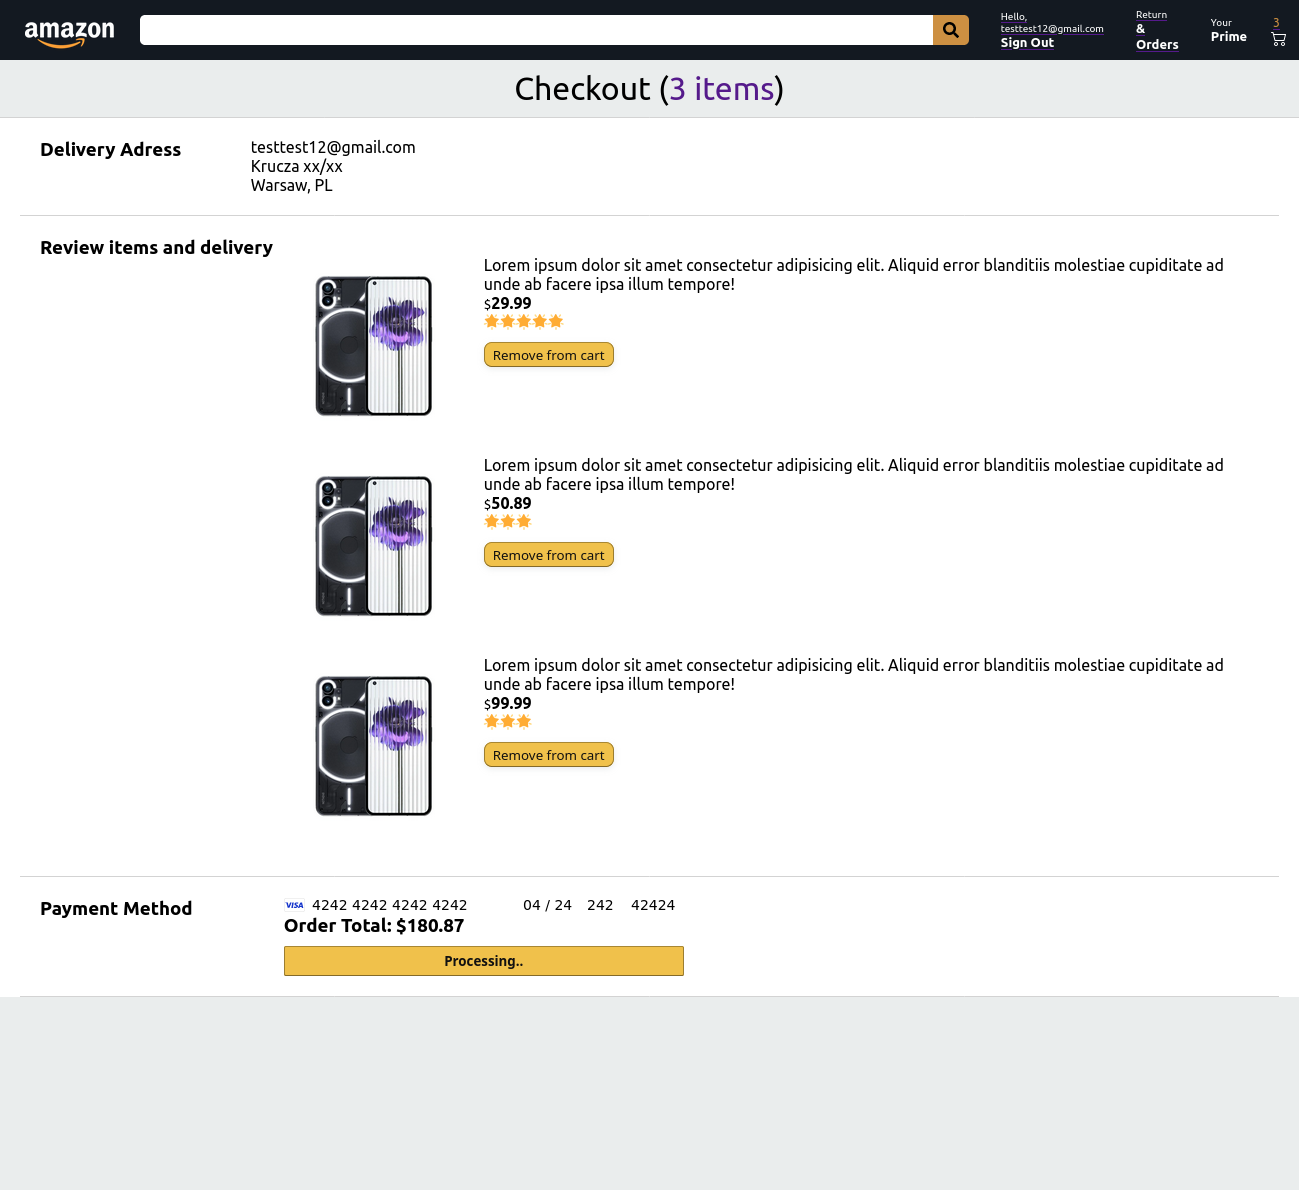 amazon
Hello,
testtest12@gmail.com
Sign Out
Return
&
Orders
Your
Prime
3
Checkout (3 items)
Delivery Adress
testtest12@gmail.com
Krucza xx/xx
Warsaw, PL
Review items and delivery
Lorem ipsum dolor sit amet consectetur adipisicing elit. Aliquid error blanditiis molestiae cupiditate ad
unde ab facere ipsa illum tempore!
$29.99
Remove from cart
Lorem ipsum dolor sit amet consectetur adipisicing elit. Aliquid error blanditiis molestiae cupiditate ad
unde ab facere ipsa illum tempore!
$50.89
Remove from cart
Lorem ipsum dolor sit amet consectetur adipisicing elit. Aliquid error blanditiis molestiae cupiditate ad
unde ab facere ipsa illum tempore!
$99.99
Remove from cart
Payment Method
VISA 4242 4242 4242 4242 04 / 24 242 42424
Order Total: $180.87
Processing..